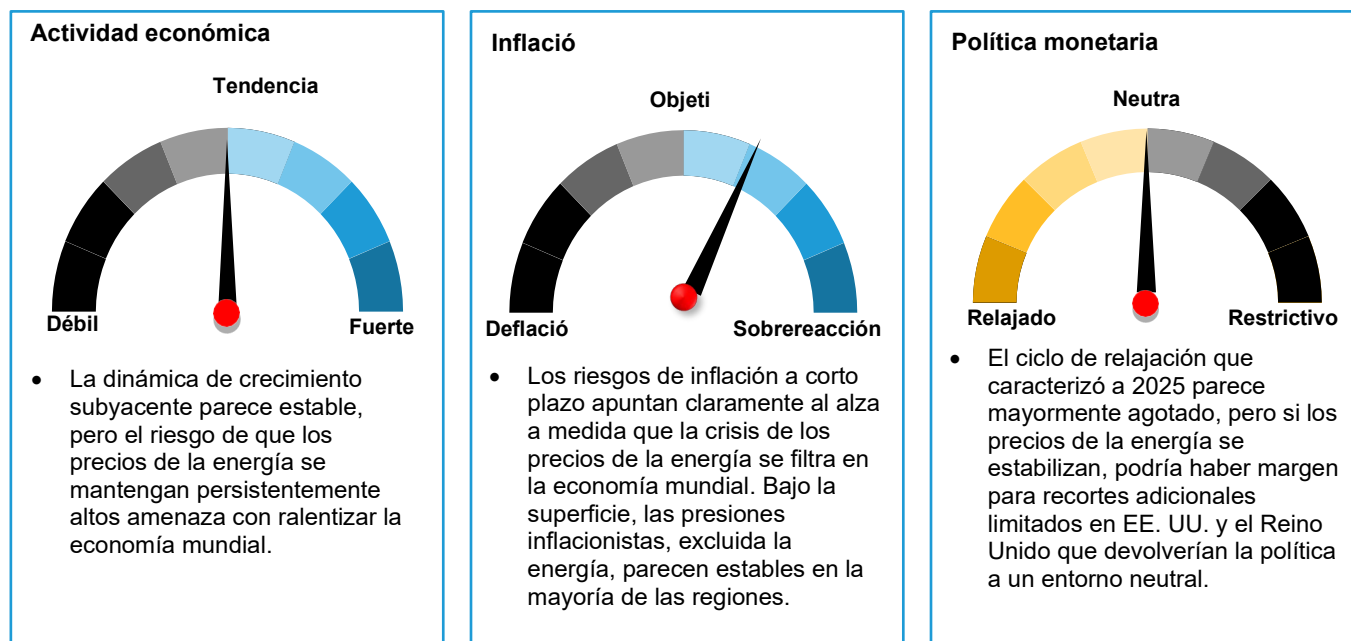 Actividad económica
Tendencia
Débil
Fuerte
• La dinámica de crecimiento
subyacente parece estable,
pero el riesgo de que los
precios de la energía se
mantengan persistentemente
altos amenaza con ralentizar la
economía mundial.
Inflació
Objeti
Deflació
Sobrereacción
• Los riesgos de inflación a corto
plazo apuntan claramente al alza
a medida que la crisis de los
precios de la energía se filtra en
la economía mundial. Bajo la
superficie, las presiones
inflacionistas, excluida la
energía, parecen estables en la
mayoría de las regiones.
Política monetaria
Neutra
Relajado
Restrictivo
• El ciclo de relajación que
caracterizó a 2025 parece
mayormente agotado, pero si los
precios de la energía se
estabilizan, podría haber margen
para recortes adicionales
limitados en EE. UU. y el Reino
Unido que devolverían la política
a un entorno neutral.